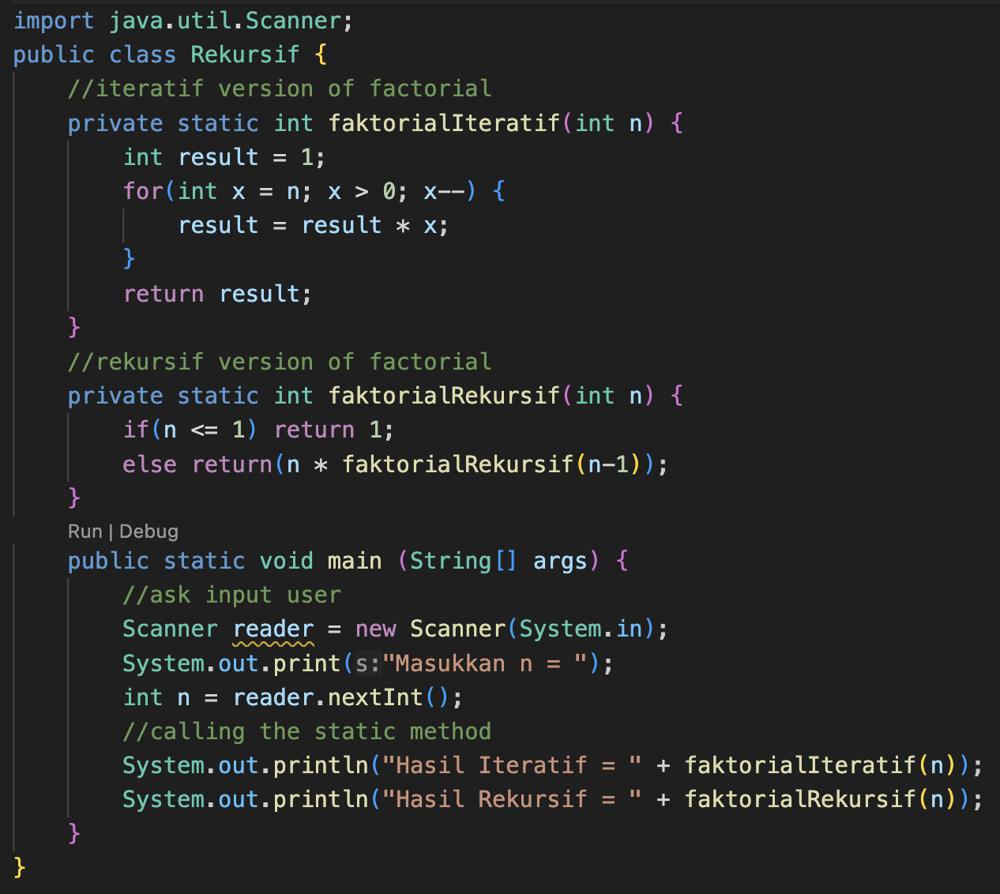 import java.util.Scanner;
public class Rekursif {
    //iteratif version of factorial
    private static int faktorialIteratif(int n) {
        int result = 1;
        for(int x = n; x > 0; x--) {
            result = result * x;
        }
        return result;
    }
    //rekursif version of factorial
    private static int faktorialRekursif(int n) {
        if(n <= 1) return 1;
        else return(n * faktorialRekursif(n-1));
    }
    Run | Debug
    public static void main (String[] args) {
        //ask input user
        Scanner reader = new Scanner(System.in);
        System.out.print(s:"Masukkan n = ");
        int n = reader.nextInt();
        //calling the static method
        System.out.println("Hasil Iteratif = " + faktorialIteratif(n));
        System.out.println("Hasil Rekursif = " + faktorialRekursif(n));
    }
}